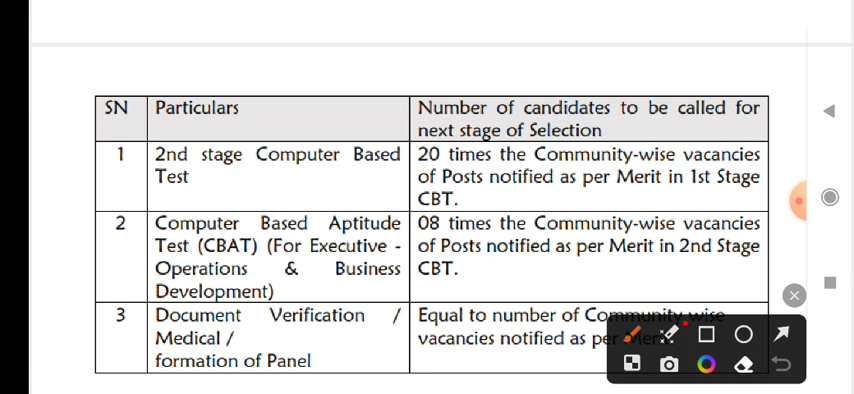 SN Particulars Number of candidates to be called for
next stage of Selection
1 2nd stage Computer Based
Test
20 times the Community-wise vacancies
of Posts notified as per Merit in 1st Stage
CBT.
2 Computer Based Aptitude
Test (CBAT) (For Executive -
Operations & Business
Development)
08 times the Community-wise vacancies
of Posts notified as per Merit in 2nd Stage
CBT.
3 Document Verification /
Medical /
formation of Panel
Equal to number of Community wise
vacancies notified as per Merit